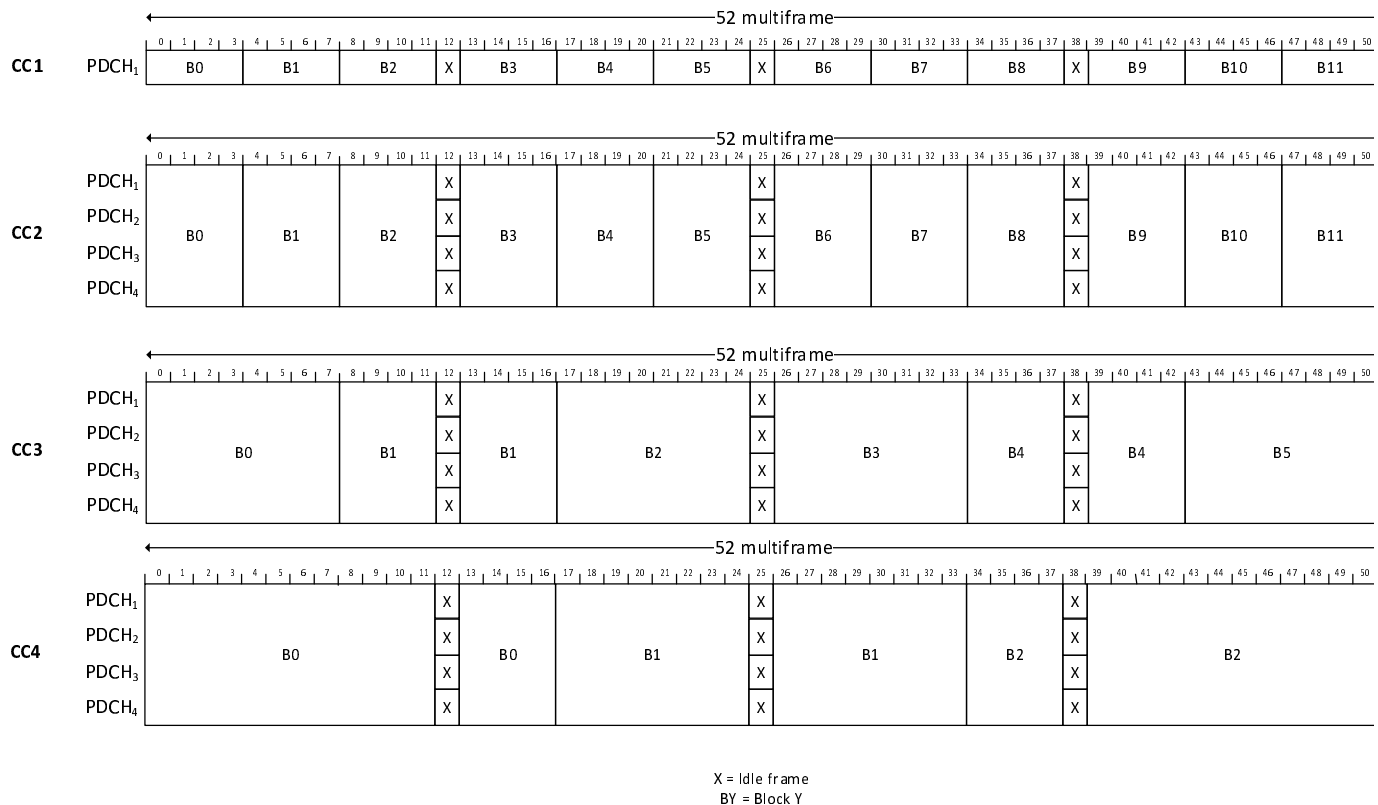 52 multiframe
0 1 2 3 4 5 6 7 8 9 10 11 12 13 14 15 16 17 18 19 20 21 22 23 24 25 26 27 28 29 30 31 32 33 34 35 36 37 38 39 40 41 42 43 44 45 46 47 48 49 50
CC1 PDCH1 B0 B1 B2 X B3 B4 B5 X B6 B7 B8 X B9 B10 B11
52 multiframe
0 1 2 3 4 5 6 7 8 9 10 11 12 13 14 15 16 17 18 19 20 21 22 23 24 25 26 27 28 29 30 31 32 33 34 35 36 37 38 39 40 41 42 43 44 45 46 47 48 49 50
PDCH1 X X X
PDCH2 X X X
CC2 B0 B1 B2 B3 B4 B5 B6 B7 B8 B9 B10 B11
PDCH3 X X X
PDCH4 X X X
52 multiframe
0 1 2 3 4 5 6 7 8 9 10 11 12 13 14 15 16 17 18 19 20 21 22 23 24 25 26 27 28 29 30 31 32 33 34 35 36 37 38 39 40 41 42 43 44 45 46 47 48 49 50
PDCH1 X X X
PDCH2 X X X
CC3 B0 B1 B1 B2 B3 B4 B4 B5
PDCH3 X X X
PDCH4 X X X
52 multiframe
0 1 2 3 4 5 6 7 8 9 10 11 12 13 14 15 16 17 18 19 20 21 22 23 24 25 26 27 28 29 30 31 32 33 34 35 36 37 38 39 40 41 42 43 44 45 46 47 48 49 50
PDCH1 X X X
PDCH2 X X X
CC4 B0 B0 B1 B1 B2 B2
PDCH3 X X X
PDCH4 X X X
X = Idle frame
BY = Block Y